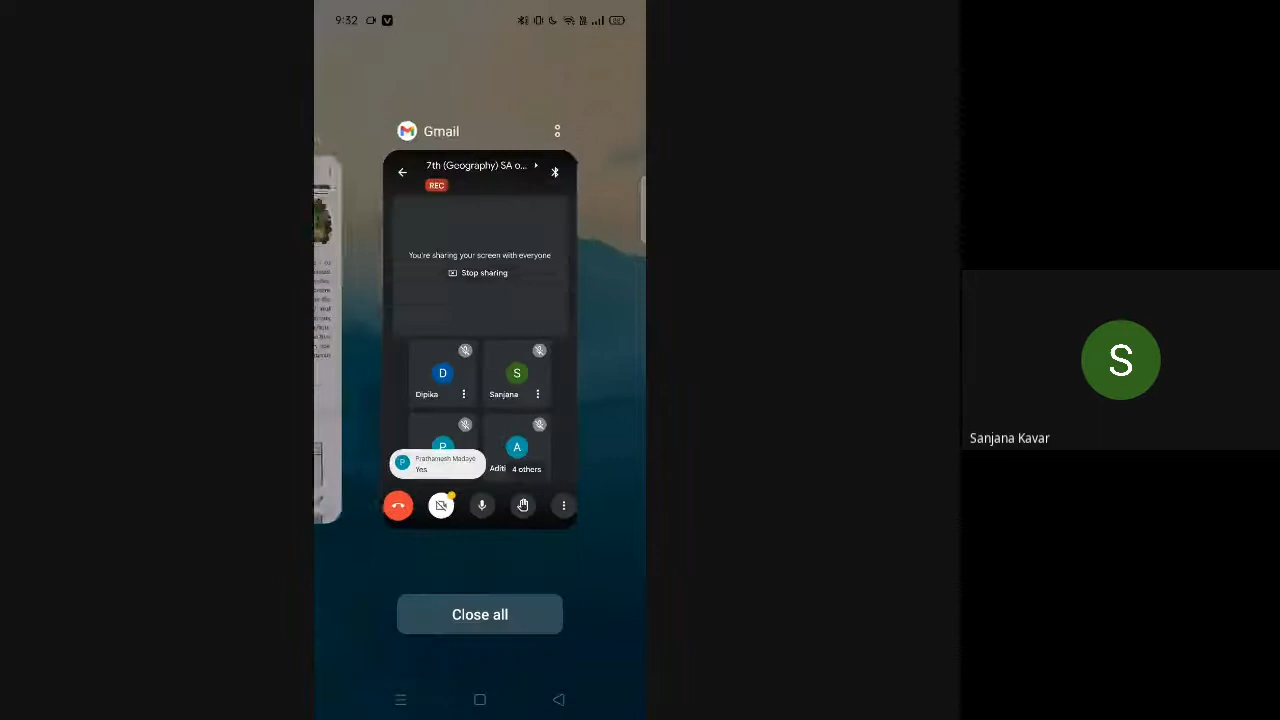 9:32
Gmail
7th (Geography) SA o...
REC
You're sharing your screen with everyone
Stop sharing
D
S
Dipika
Sanjana
P
A
P
Prathamesh Madaye
Yes
Aditi
4 others
Close all
S
Sanjana Kavar